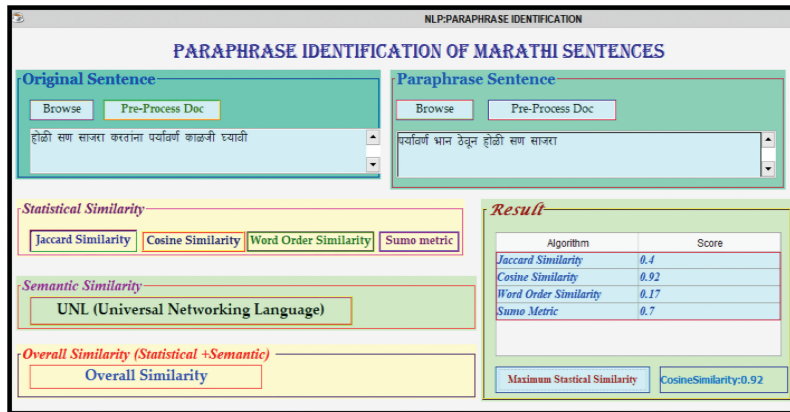 NLP:PARAPHRASE IDENTIFICATION
PARAPHRASE IDENTIFICATION OF MARATHI SENTENCES
Original Sentence
Browse Pre-Process Doc
होळी सण साजरा करतांना पर्यावर्ण काळजी घ्यावी
Paraphrase Sentence
Browse Pre-Process Doc
पर्यावर्ण भान ठेवून होळी सण साजरा
Statistical Similarity
Jaccard Similarity Cosine Similarity Word Order Similarity Sumo metric
Semantic Similarity
UNL (Universal Networking Language)
Overall Similarity (Statistical +Semantic)
Overall Similarity
Result
Algorithm Score
Jaccard Similarity 0.4
Cosine Similarity 0.92
Word Order Similarity 0.17
Sumo Metric 0.7
Maximum Stastical Similarity CosineSimilarity:0.92